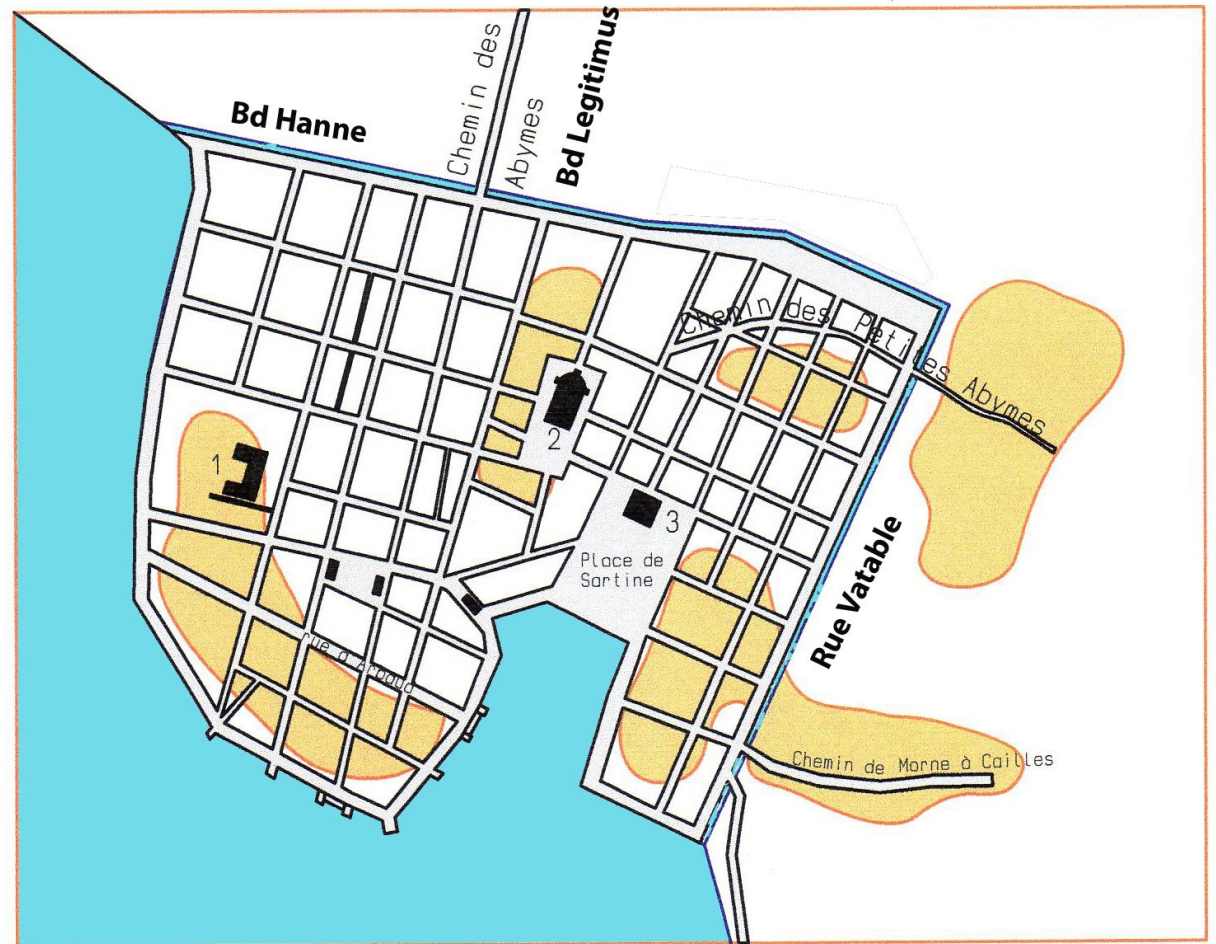 Bd Hanne
Chemin des
Abymes
Bd Legitimus
Chemin des Petites Abymes
1
2
3
Place de
Sartine
Rue Vatable
rue d'Arbaud
Chemin de Morne à Cailles